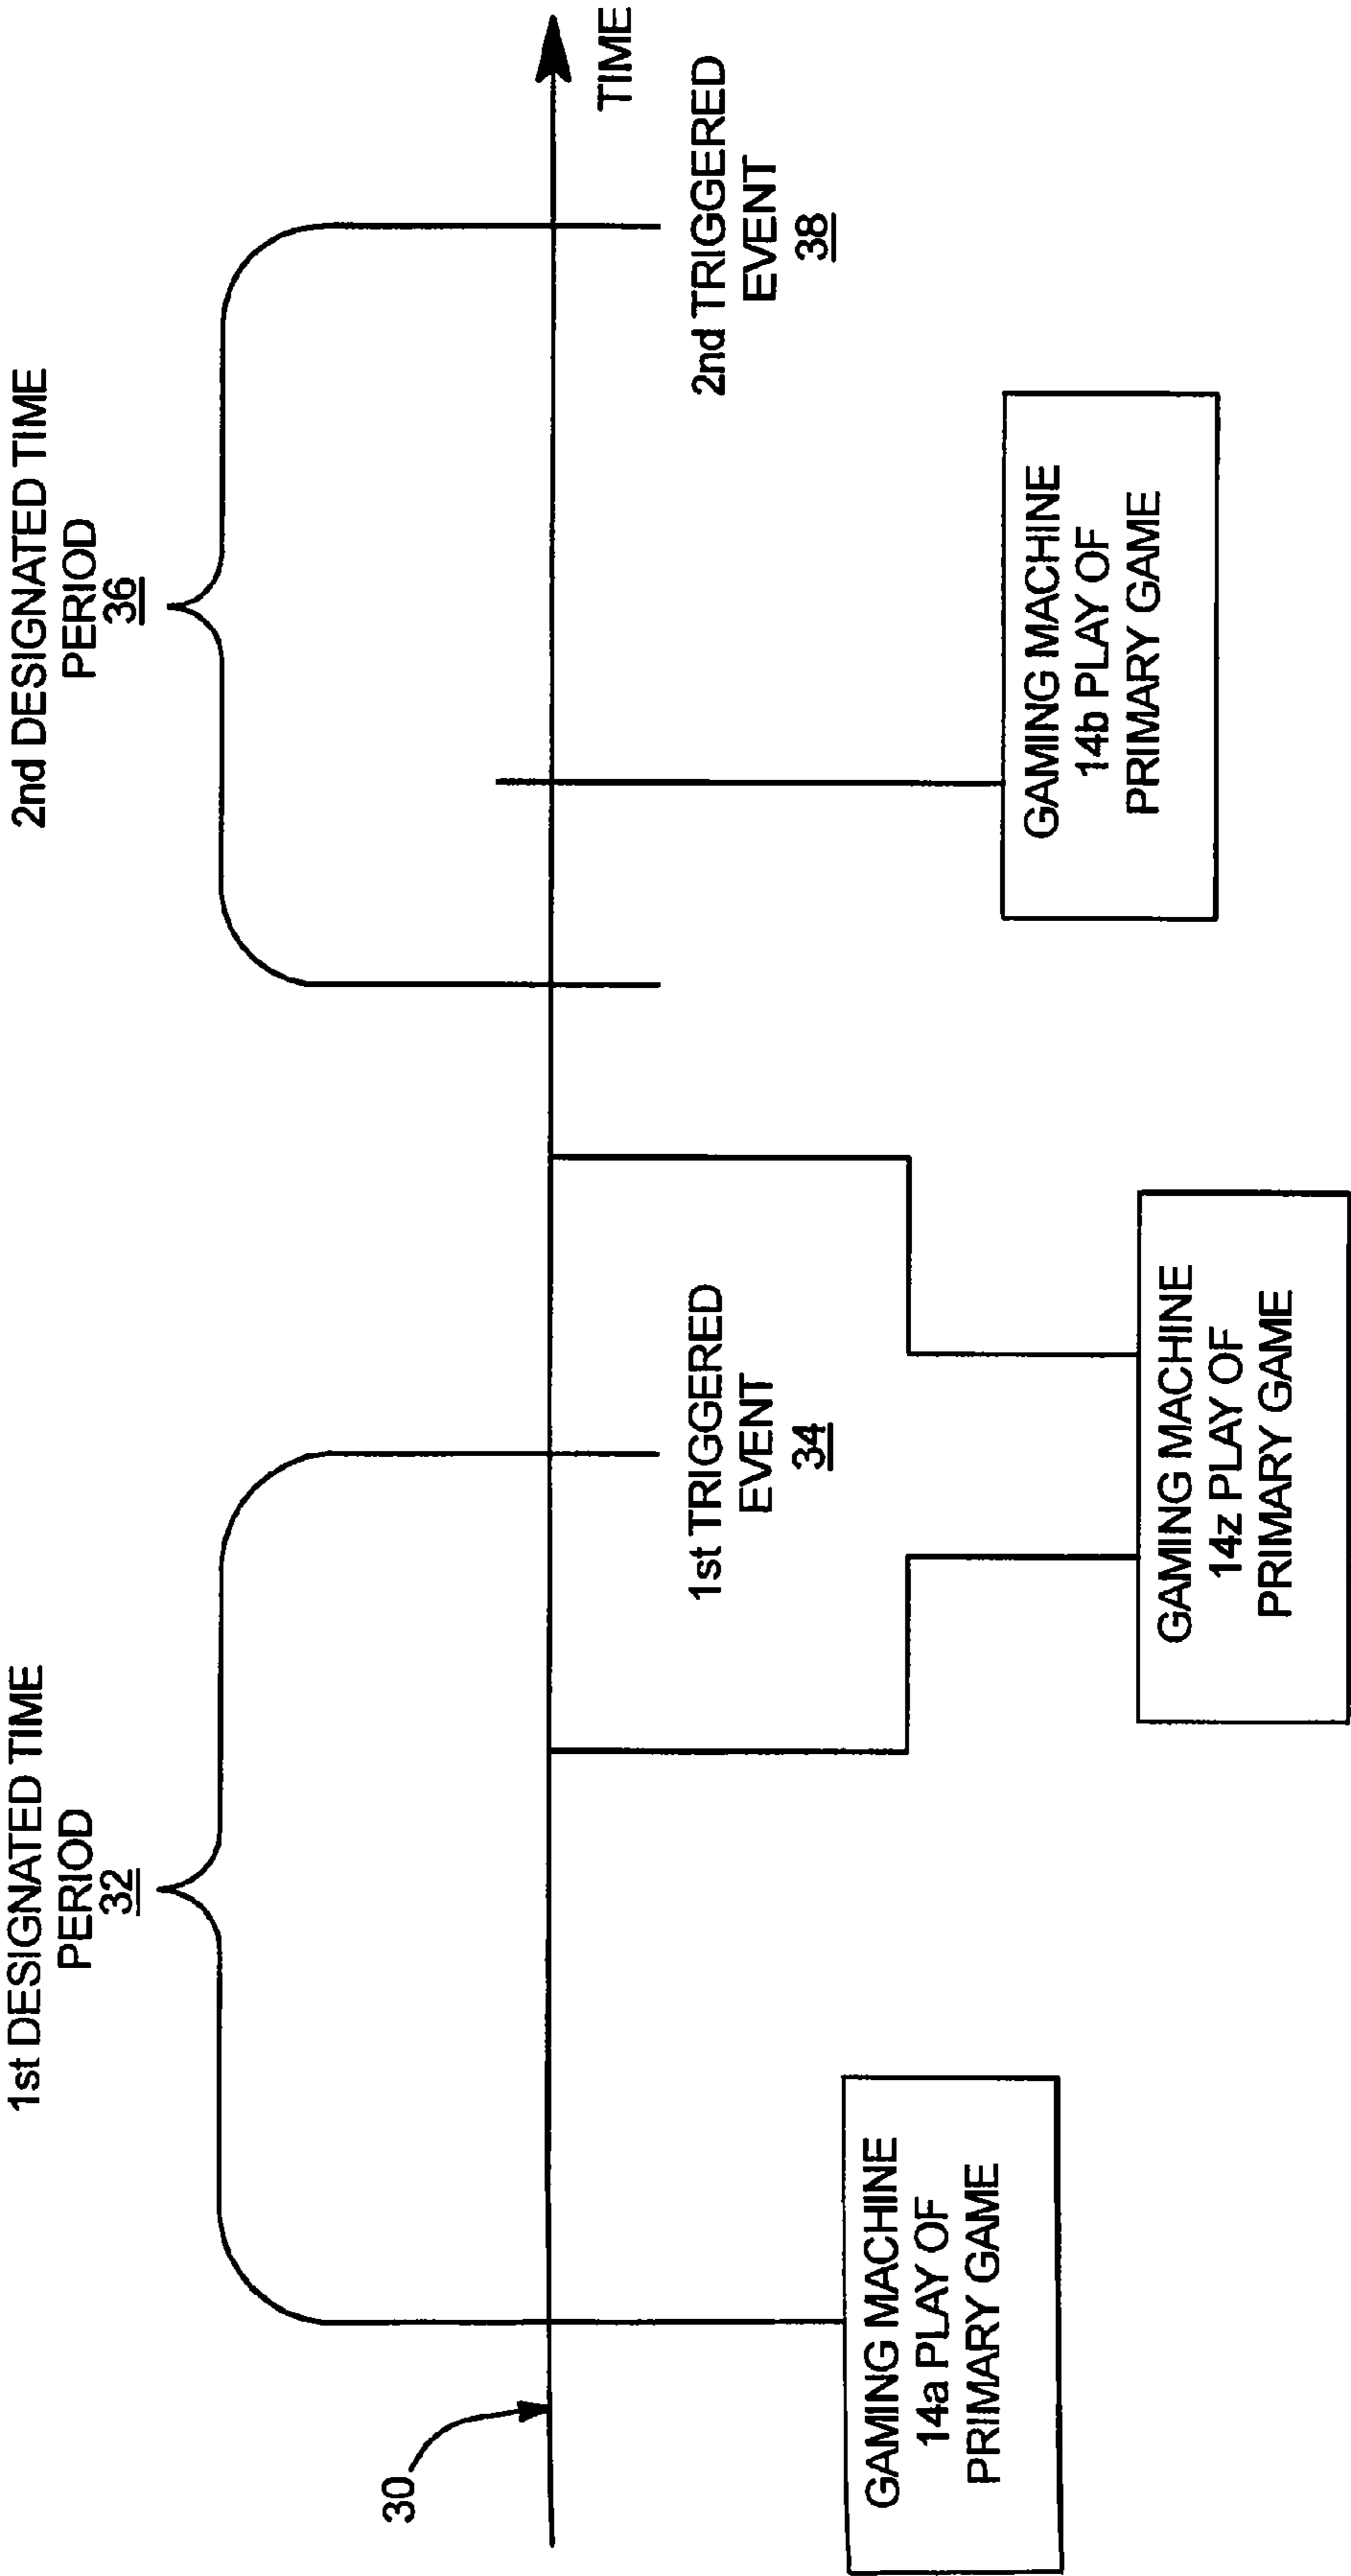 1st DESIGNATED TIME
PERIOD
32
2nd DESIGNATED TIME
PERIOD
36
30
TIME
1st TRIGGERED
EVENT
34
2nd TRIGGERED
EVENT
38
GAMING MACHINE
14a PLAY OF
PRIMARY GAME
GAMING MACHINE
14z PLAY OF
PRIMARY GAME
GAMING MACHINE
14b PLAY OF
PRIMARY GAME